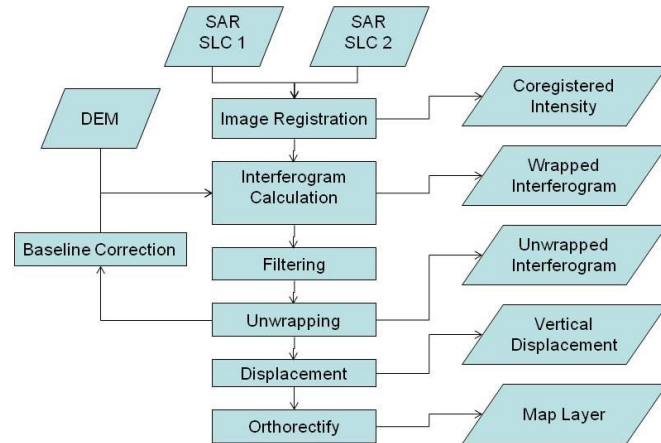 SAR
SLC 1
SAR
SLC 2
DEM
Image Registration
Coregistered
Intensity
Interferogram
Calculation
Wrapped
Interferogram
Baseline Correction
Filtering
Unwrapped
Interferogram
Unwrapping
Vertical
Displacement
Displacement
Orthorectify
Map Layer